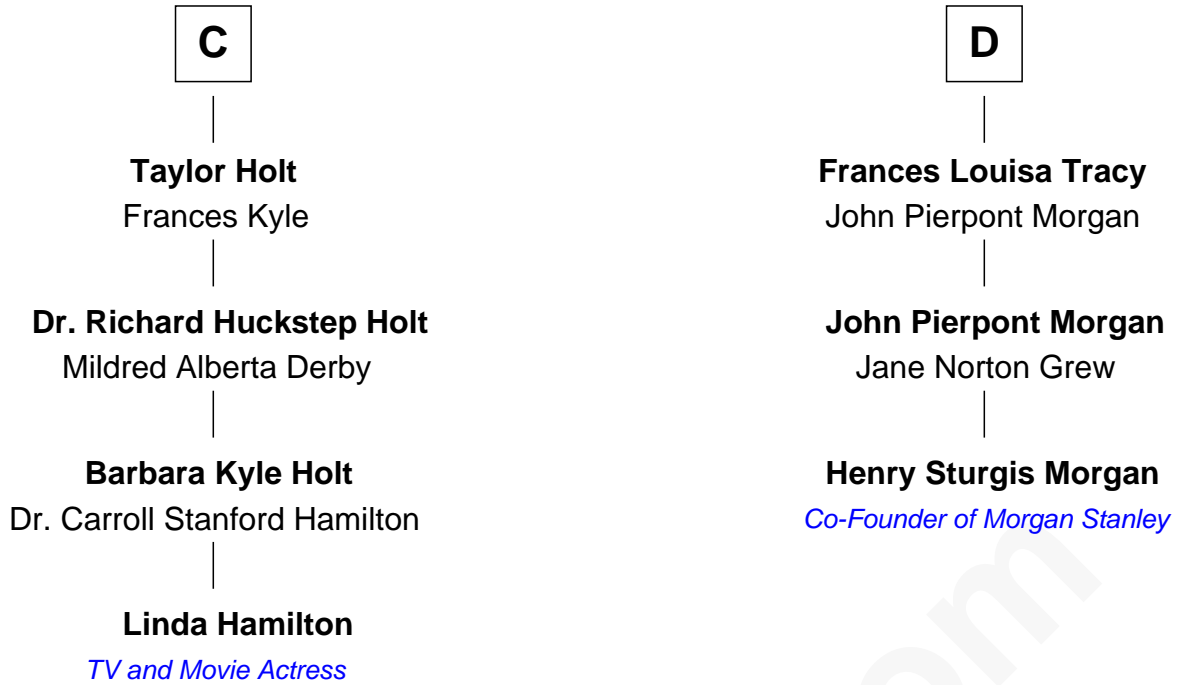 C
Taylor Holt
Frances Kyle
Dr. Richard Huckstep Holt
Mildred Alberta Derby
Barbara Kyle Holt
Dr. Carroll Stanford Hamilton
Linda Hamilton
TV and Movie Actress
D
Frances Louisa Tracy
John Pierpont Morgan
John Pierpont Morgan
Jane Norton Grew
Henry Sturgis Morgan
Co-Founder of Morgan Stanley
om